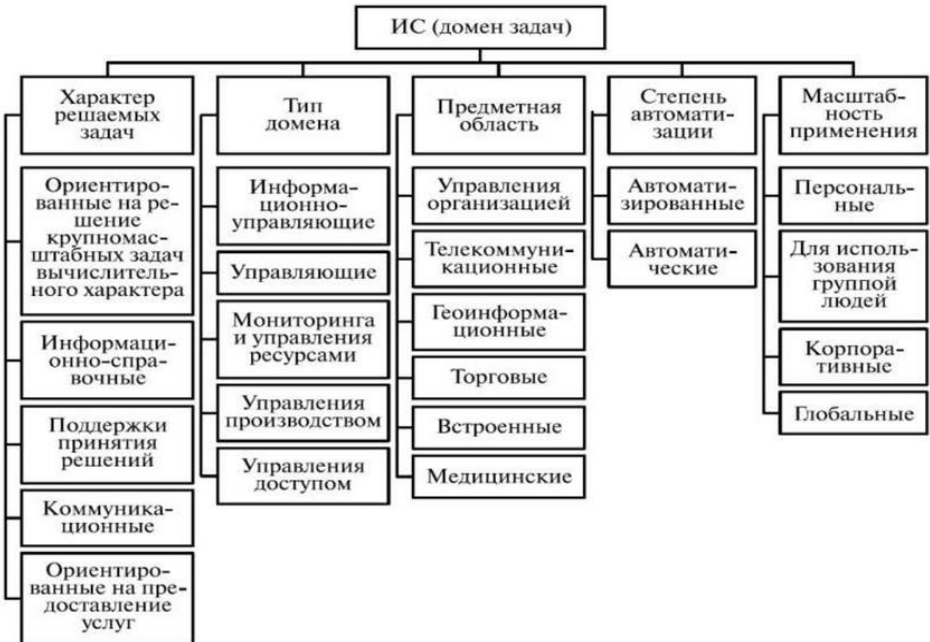 ИС (домен задач)
Характер
решаемых
задач
Ориентиро-
ванные на ре-
шение
крупномас-
штабных задач
вычислитель-
ного характера
Информаци-
онно-спра-
вочные
Поддержки
принятия
решений
Коммуника-
ционные
Ориентиро-
ванные на пре-
доставление
услуг
Тип
домена
Информа-
ционно-
управляющие
Управляющие
Мониторинга
и управления
ресурсами
Управления
производством
Управления
доступом
Предметная
область
Управления
организацией
Телекоммуни-
кационные
Геоинформа-
ционные
Торговые
Встроенные
Медицинские
Степень
автомати-
зации
Автомати-
зированные
Автомати-
ческие
Масштаб-
ность
применения
Персональ-
ные
Для исполь-
зования
группой
людей
Корпора-
тивные
Глобальные